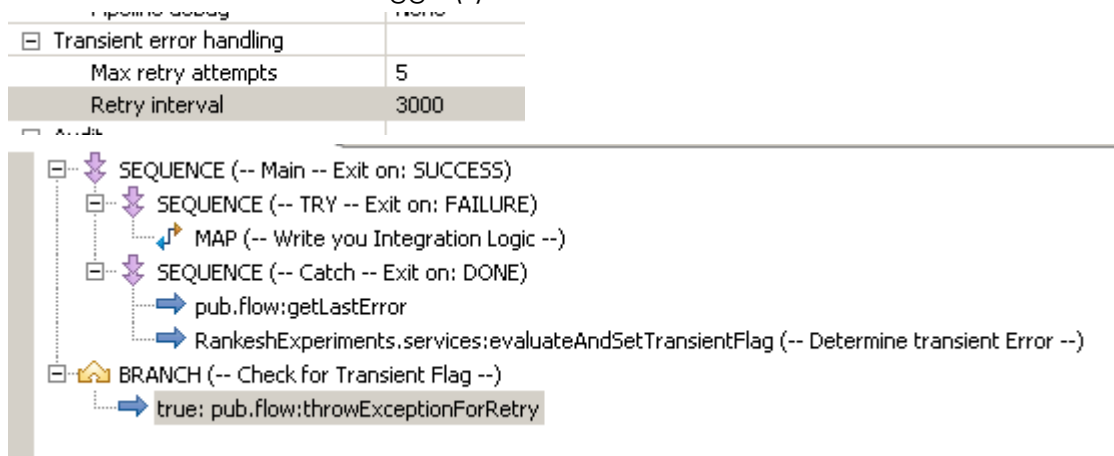 Transient error handling
Max retry attempts 5
Retry interval 3000
SEQUENCE (-- Main -- Exit on: SUCCESS)
SEQUENCE (-- TRY -- Exit on: FAILURE)
MAP (-- Write you Integration Logic --)
SEQUENCE (-- Catch -- Exit on: DONE)
pub.flow:getLastError
RankeshExperiments.services:evaluateAndSetTransientFlag (-- Determine transient Error --)
BRANCH (-- Check for Transient Flag --)
true: pub.flow:throwExceptionForRetry